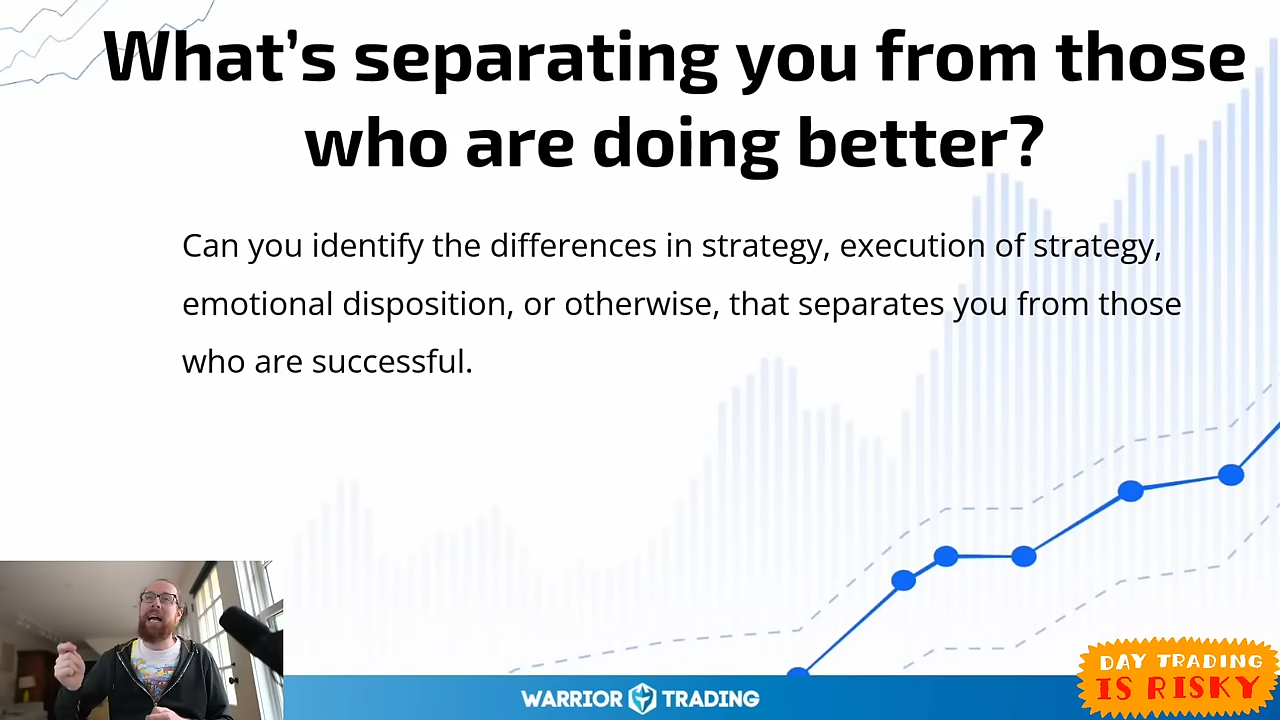 What’s separating you from those
who are doing better?
Can you identify the differences in strategy, execution of strategy,
emotional disposition, or otherwise, that separates you from those
who are successful.
WARRIOR TRADING
DAY TRADING
IS RISKY